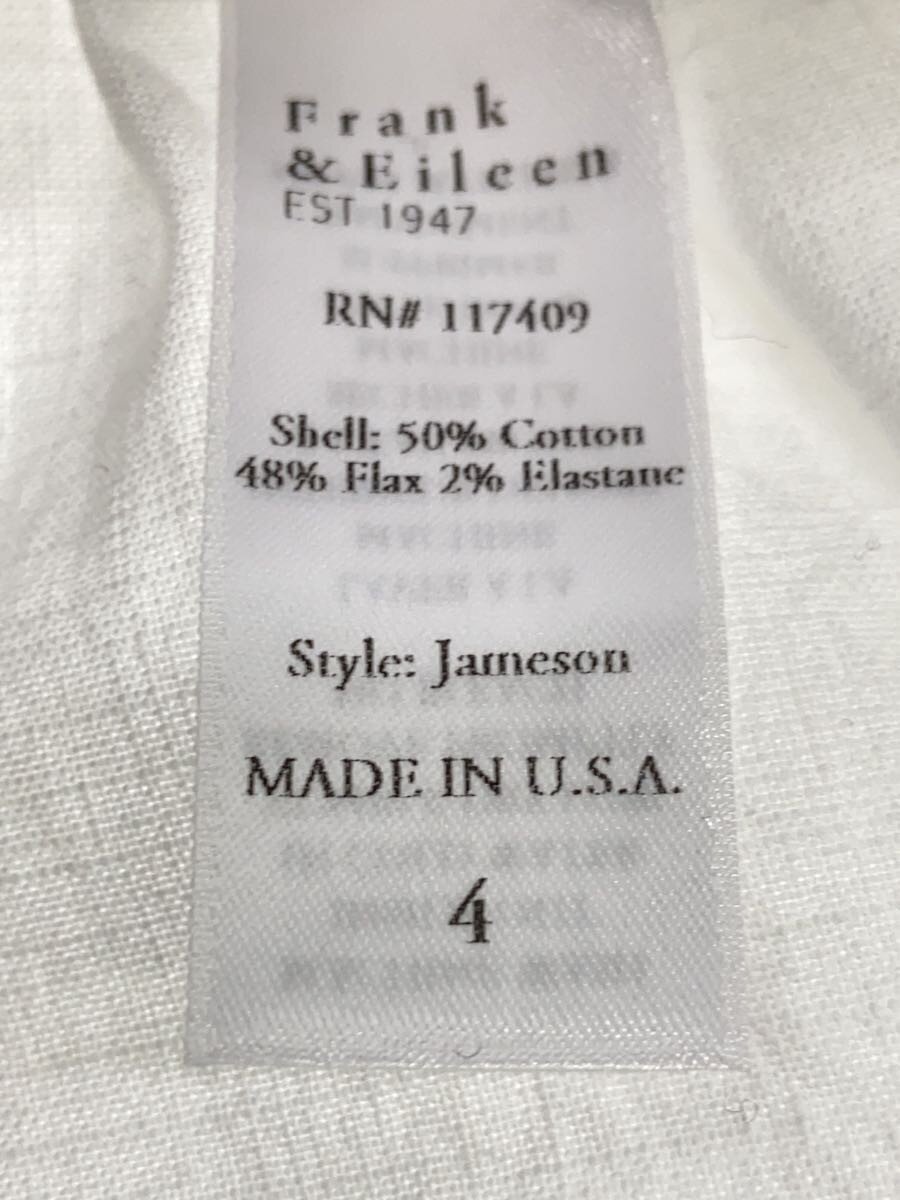 Frank
& Eileen
EST 1947
RN# 117409
Shell: 50% Cotton
48% Flax 2% Elastane
Style: Jameson
MADE IN U.S.A.
4